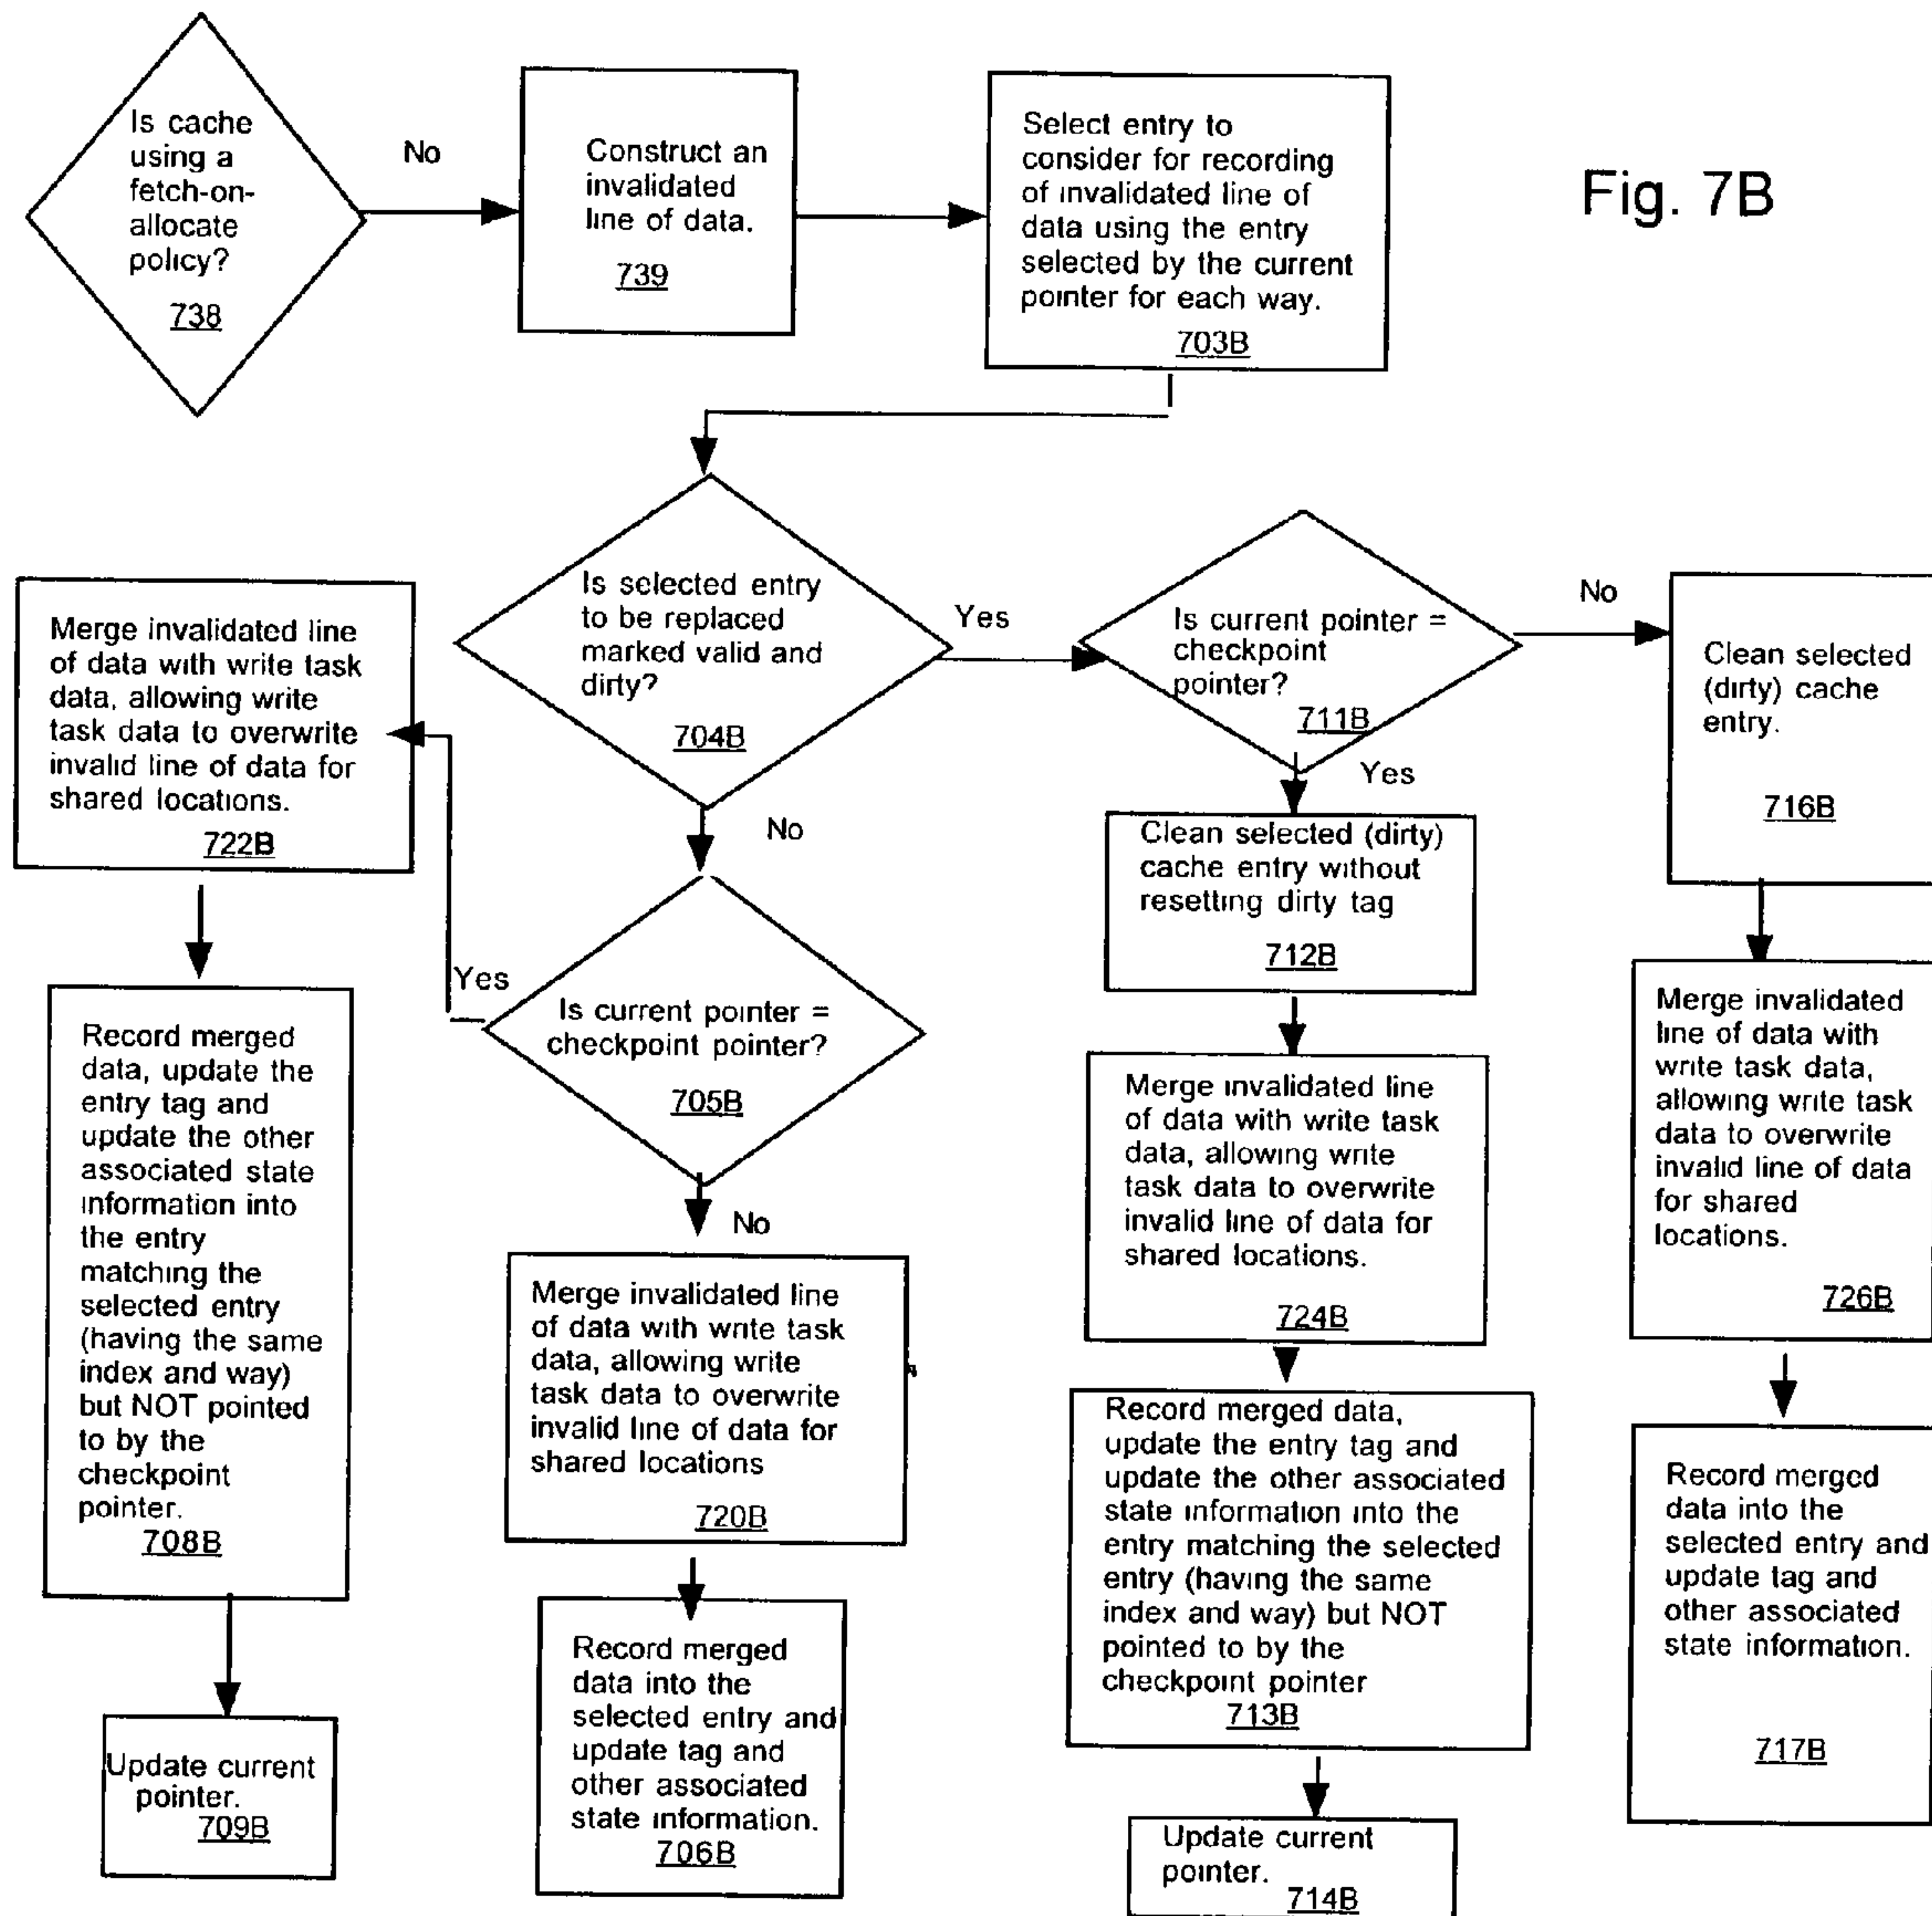 Is cache
using a
fetch-on-
allocate
policy?
738
No
Construct an
invalidated
line of data.
739
Select entry to
consider for recording
of invalidated line of
data using the entry
selected by the current
pointer for each way.
703B
Fig. 7B
Is selected entry
to be replaced
marked valid and
dirty?
704B
Yes
No
Is current pointer =
checkpoint
pointer?
711B
No
Yes
Clean selected
(dirty) cache
entry.
716B
Merge invalidated line
of data with write task
data, allowing write
task data to overwrite
invalid line of data for
shared locations.
722B
Clean selected (dirty)
cache entry without
resetting dirty tag
712B
Yes
Is current pointer =
checkpoint pointer?
705B
No
Merge invalidated
line of data with
write task data,
allowing write task
data to overwrite
invalid line of data
for shared
locations.
726B
Record merged
data, update the
entry tag and
update the other
associated state
information into
the entry
matching the
selected entry
(having the same
index and way)
but NOT pointed
to by the
checkpoint
pointer.
708B
Merge invalidated line
of data with write task
data, allowing write
task data to overwrite
invalid line of data for
shared locations.
724B
Merge invalidated line
of data with write task
data, allowing write
task data to overwrite
invalid line of data for
shared locations
720B
Record merged data,
update the entry tag and
update the other associated
state information into the
entry matching the selected
entry (having the same
index and way) but NOT
pointed to by the
checkpoint pointer
713B
Record merged
data into the
selected entry and
update tag and
other associated
state information.
717B
Record merged
data into the
selected entry and
update tag and
other associated
state information.
706B
Update current
pointer.
709B
Update current
pointer.
714B